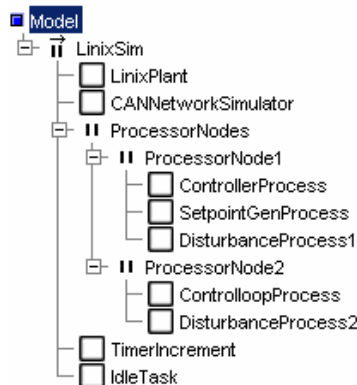 Model
LinixSim
LinixPlant
CANNetworkSimulator
ProcessorNodes
ProcessorNode1
ControllerProcess
SetpointGenProcess
DisturbanceProcess1
ProcessorNode2
ControlloopProcess
DisturbanceProcess2
TimerIncrement
IdleTask